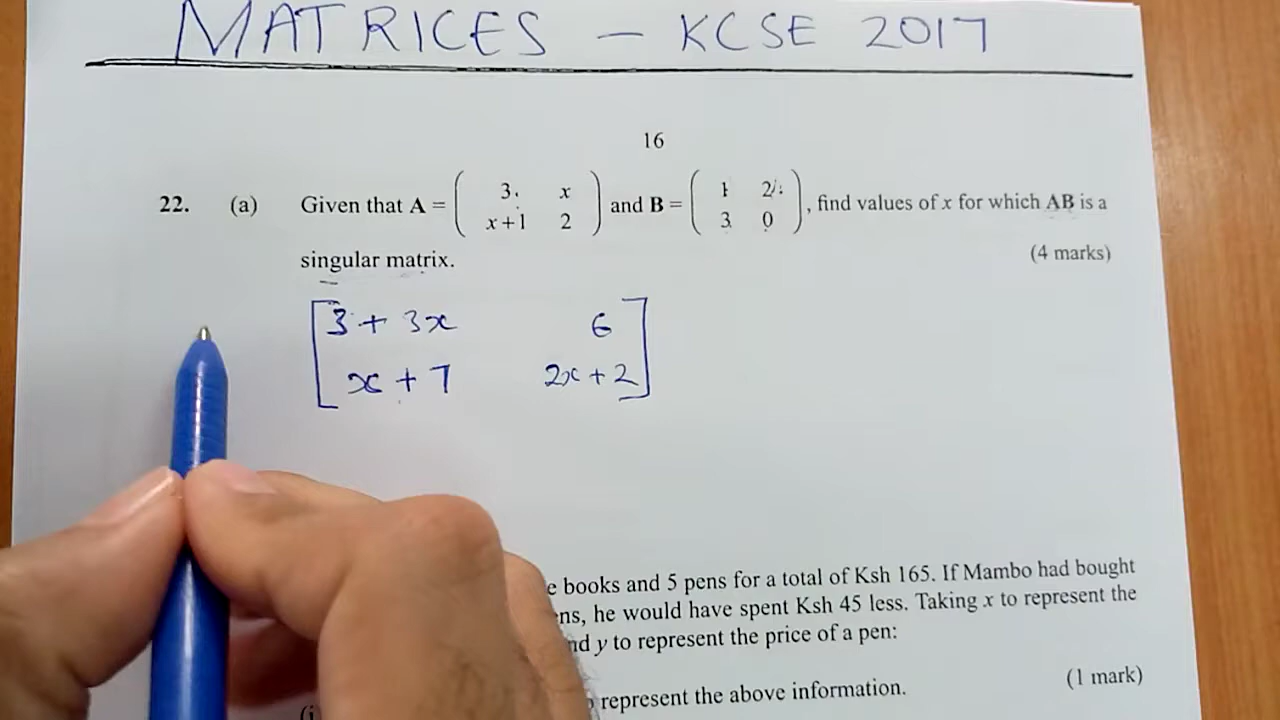 MATRICES — KCSE 2017
16
22. (a) Given that A = ( 3 x ; x+1 2 ) and B = ( 1 2 ; 3 0 ), find values of x for which AB is a
singular matrix. (4 marks)
[ 3 + 3x 6
x + 7 2x + 2 ]
books and 5 pens for a total of Ksh 165. If Mambo had bought
he would have spent Ksh 45 less. Taking x to represent the
y to represent the price of a pen:
represent the above information. (1 mark)